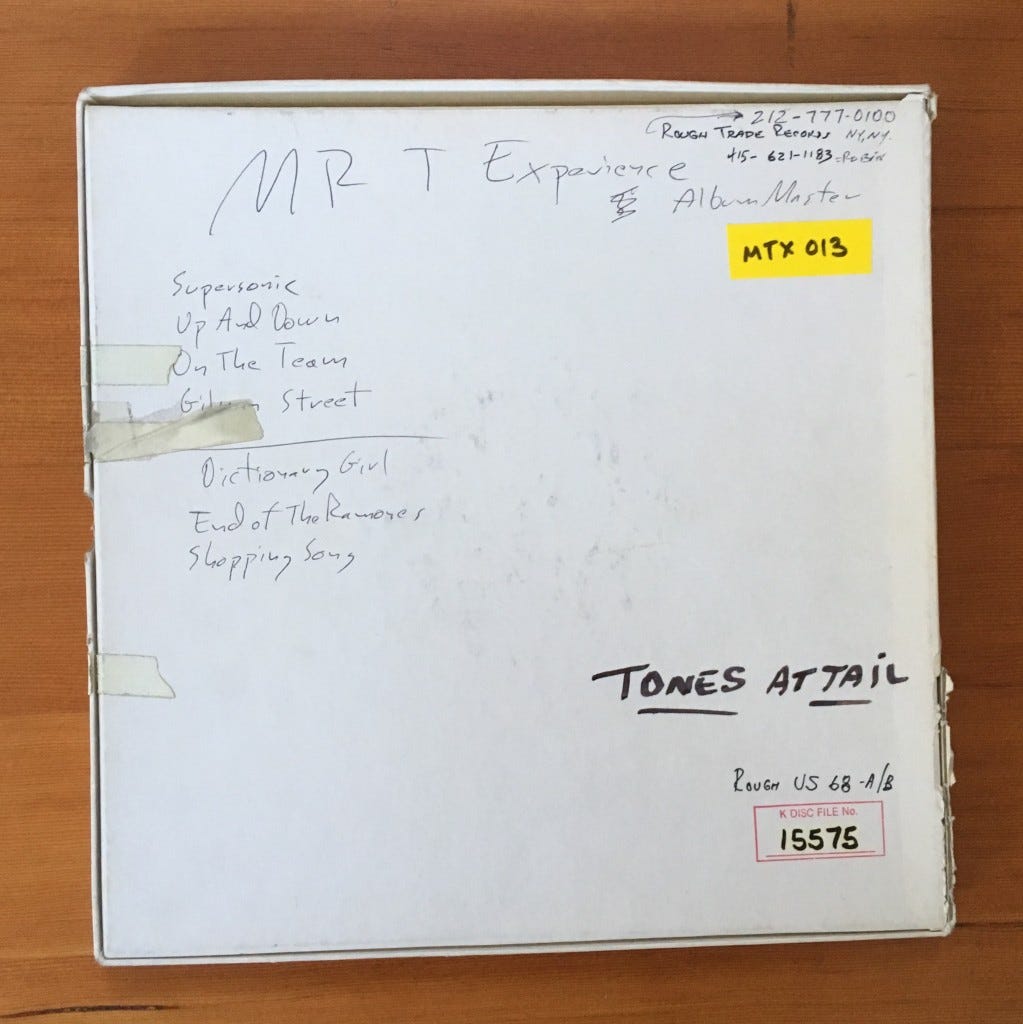 212-777-0100
ROUGH TRADE RECORDS NY, NY.
415-621-1183 = ROBIN
MR T Experience
Album Master
MTX 013
Supersonic
Up And Down
On The Team
Street
Dictionary Girl
End of The Ramones
Shopping Song
TONES AT TAIL
ROUGH US 68 -A/B
K DISC FILE No.
15575